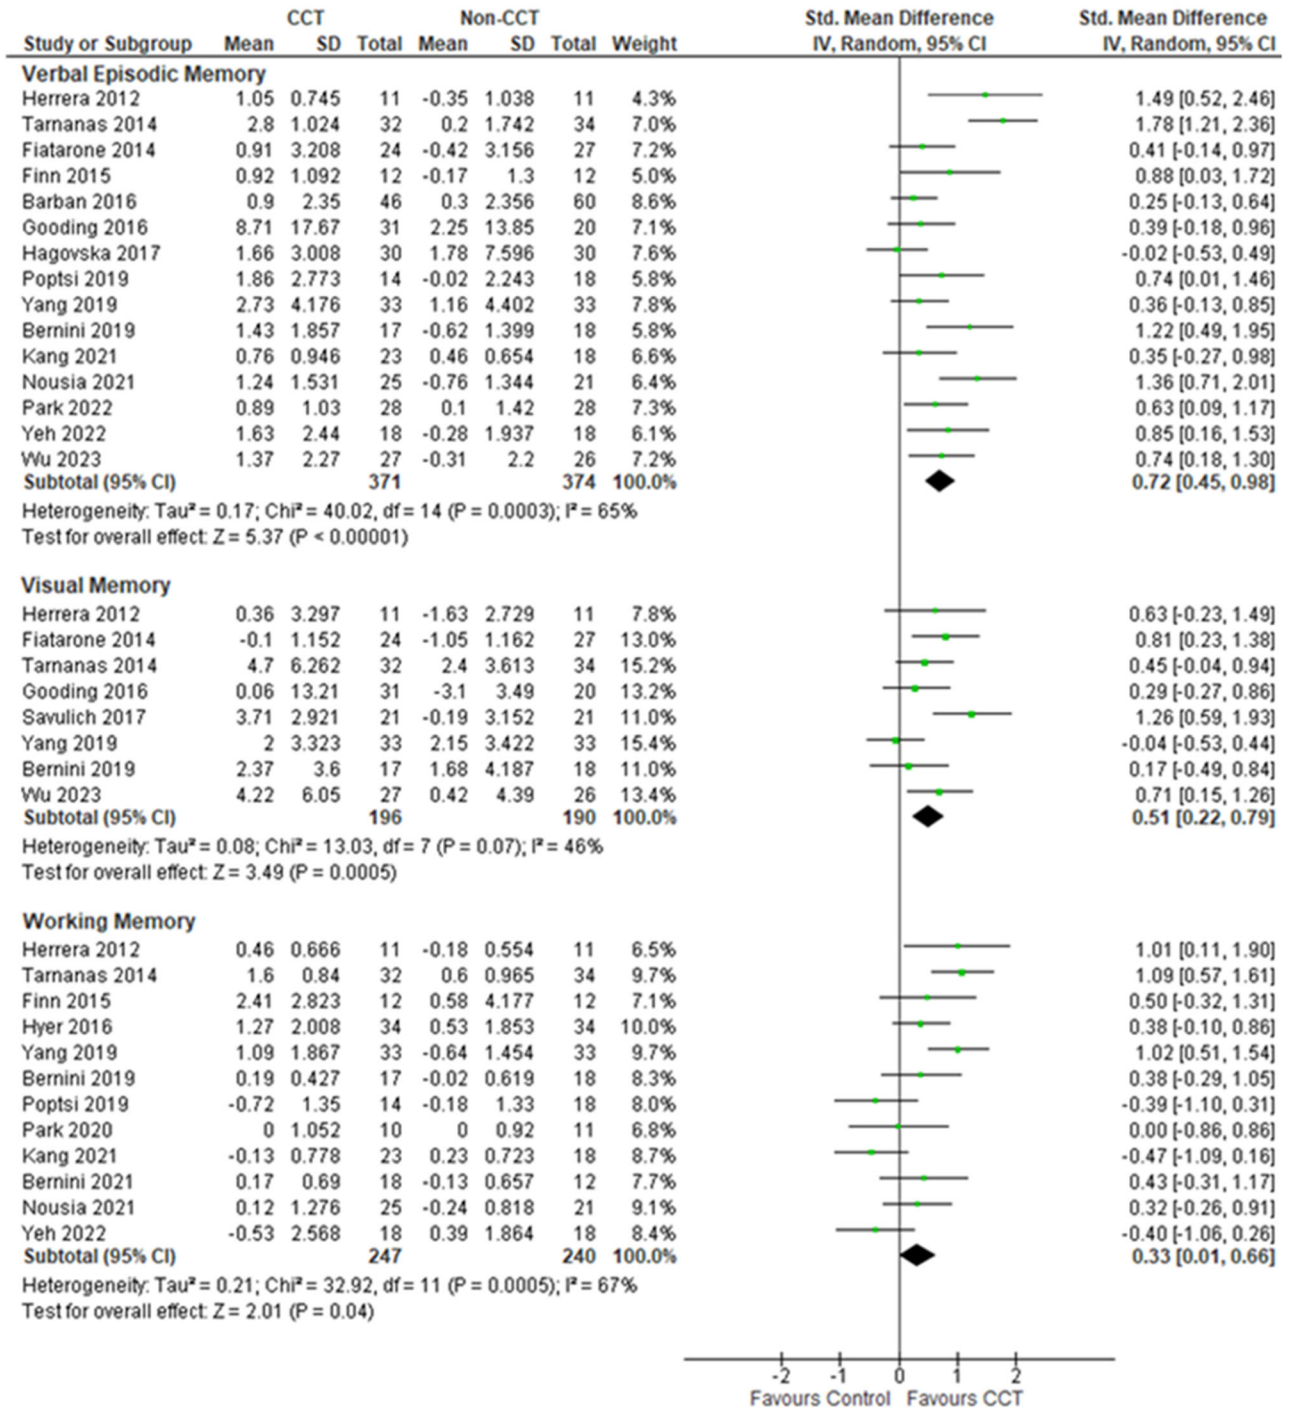 CCT Non-CCT Std. Mean Difference Std. Mean Difference
Study or Subgroup Mean SD Total Mean SD Total Weight IV, Random, 95% CI IV, Random, 95% CI
Verbal Episodic Memory
Herrera 2012 1.05 0.745 11 -0.35 1.038 11 4.3% 1.49 [0.52, 2.46]
Tarnanas 2014 2.8 1.024 32 0.2 1.742 34 7.0% 1.78 [1.21, 2.36]
Fiatarone 2014 0.91 3.208 24 -0.42 3.156 27 7.2% 0.41 [-0.14, 0.97]
Finn 2015 0.92 1.092 12 -0.17 1.3 12 5.0% 0.88 [0.03, 1.72]
Barban 2016 0.9 2.35 46 0.3 2.356 60 8.6% 0.25 [-0.13, 0.64]
Gooding 2016 8.71 17.67 31 2.25 13.85 20 7.1% 0.39 [-0.18, 0.96]
Hagovska 2017 1.66 3.008 30 1.78 7.596 30 7.6% -0.02 [-0.53, 0.49]
Poptsi 2019 1.86 2.773 14 -0.02 2.243 18 5.8% 0.74 [0.01, 1.46]
Yang 2019 2.73 4.176 33 1.16 4.402 33 7.8% 0.36 [-0.13, 0.85]
Bernini 2019 1.43 1.857 17 -0.62 1.399 18 5.8% 1.22 [0.49, 1.95]
Kang 2021 0.76 0.946 23 0.46 0.654 18 6.6% 0.35 [-0.27, 0.98]
Nousia 2021 1.24 1.531 25 -0.76 1.344 21 6.4% 1.36 [0.71, 2.01]
Park 2022 0.89 1.03 28 0.1 1.42 28 7.3% 0.63 [0.09, 1.17]
Yeh 2022 1.63 2.44 18 -0.28 1.937 18 6.1% 0.85 [0.16, 1.53]
Wu 2023 1.37 2.27 27 -0.31 2.2 26 7.2% 0.74 [0.18, 1.30]
Subtotal (95% CI) 371 374 100.0% 0.72 [0.45, 0.98]
Heterogeneity: Tau² = 0.17; Chi² = 40.02, df = 14 (P = 0.0003); I² = 65%
Test for overall effect: Z = 5.37 (P < 0.00001)
Visual Memory
Herrera 2012 0.36 3.297 11 -1.63 2.729 11 7.8% 0.63 [-0.23, 1.49]
Fiatarone 2014 -0.1 1.152 24 -1.05 1.162 27 13.0% 0.81 [0.23, 1.38]
Tarnanas 2014 4.7 6.262 32 2.4 3.613 34 15.2% 0.45 [-0.04, 0.94]
Gooding 2016 0.06 13.21 31 -3.1 3.49 20 13.2% 0.29 [-0.27, 0.86]
Savulich 2017 3.71 2.921 21 -0.19 3.152 21 11.0% 1.26 [0.59, 1.93]
Yang 2019 2 3.323 33 2.15 3.422 33 15.4% -0.04 [-0.53, 0.44]
Bernini 2019 2.37 3.6 17 1.68 4.187 18 11.0% 0.17 [-0.49, 0.84]
Wu 2023 4.22 6.05 27 0.42 4.39 26 13.4% 0.71 [0.15, 1.26]
Subtotal (95% CI) 196 190 100.0% 0.51 [0.22, 0.79]
Heterogeneity: Tau² = 0.08; Chi² = 13.03, df = 7 (P = 0.07); I² = 46%
Test for overall effect: Z = 3.49 (P = 0.0005)
Working Memory
Herrera 2012 0.46 0.666 11 -0.18 0.554 11 6.5% 1.01 [0.11, 1.90]
Tarnanas 2014 1.6 0.84 32 0.6 0.965 34 9.7% 1.09 [0.57, 1.61]
Finn 2015 2.41 2.823 12 0.58 4.177 12 7.1% 0.50 [-0.32, 1.31]
Hyer 2016 1.27 2.008 34 0.53 1.853 34 10.0% 0.38 [-0.10, 0.86]
Yang 2019 1.09 1.867 33 -0.64 1.454 33 9.7% 1.02 [0.51, 1.54]
Bernini 2019 0.19 0.427 17 -0.02 0.619 18 8.3% 0.38 [-0.29, 1.05]
Poptsi 2019 -0.72 1.35 14 -0.18 1.33 18 8.0% -0.39 [-1.10, 0.31]
Park 2020 0 1.052 10 0 0.92 11 6.8% 0.00 [-0.86, 0.86]
Kang 2021 -0.13 0.778 23 0.23 0.723 18 8.7% -0.47 [-1.09, 0.16]
Bernini 2021 0.17 0.69 18 -0.13 0.657 12 7.7% 0.43 [-0.31, 1.17]
Nousia 2021 0.12 1.276 25 -0.24 0.818 21 9.1% 0.32 [-0.26, 0.91]
Yeh 2022 -0.53 2.568 18 0.39 1.864 18 8.4% -0.40 [-1.06, 0.26]
Subtotal (95% CI) 247 240 100.0% 0.33 [0.01, 0.66]
Heterogeneity: Tau² = 0.21; Chi² = 32.92, df = 11 (P = 0.0005); I² = 67%
Test for overall effect: Z = 2.01 (P = 0.04)
-2 -1 0 1 2
Favours Control Favours CCT